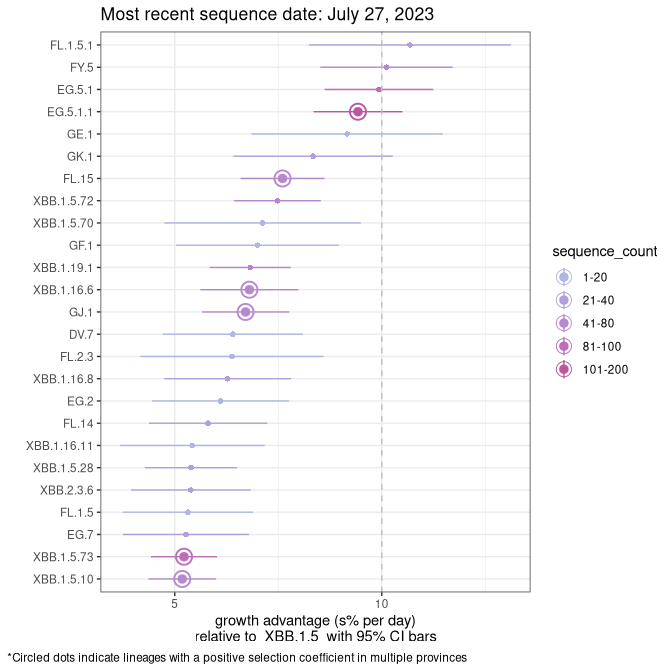 Most recent sequence date: July 27, 2023
FL.1.5.1
FY.5
EG.5.1
EG.5.1.1
GE.1
GK.1
FL.15
XBB.1.5.72
XBB.1.5.70
GF.1
XBB.1.19.1
XBB.1.16.6
GJ.1
DV.7
FL.2.3
XBB.1.16.8
EG.2
FL.14
XBB.1.16.11
XBB.1.5.28
XBB.2.3.6
FL.1.5
EG.7
XBB.1.5.73
XBB.1.5.10
5 10
growth advantage (s% per day)
relative to XBB.1.5 with 95% CI bars
sequence_count
1-20
21-40
41-80
81-100
101-200
*Circled dots indicate lineages with a positive selection coefficient in multiple provinces